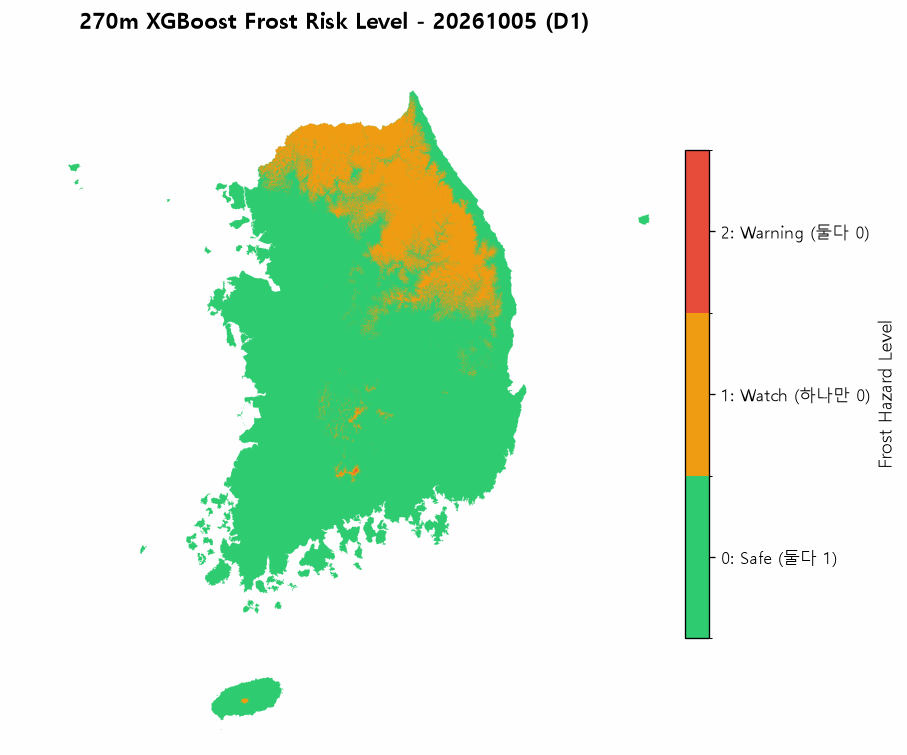 270m XGBoost Frost Risk Level - 20261005 (D1)
2: Warning (둘다 0)
1: Watch (하나만 0)
0: Safe (둘다 1)
Frost Hazard Level